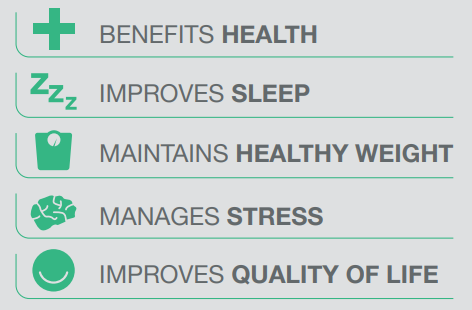 BENEFITS HEALTH
zzz IMPROVES SLEEP
MAINTAINS HEALTHY WEIGHT
MANAGES STRESS
IMPROVES QUALITY OF LIFE